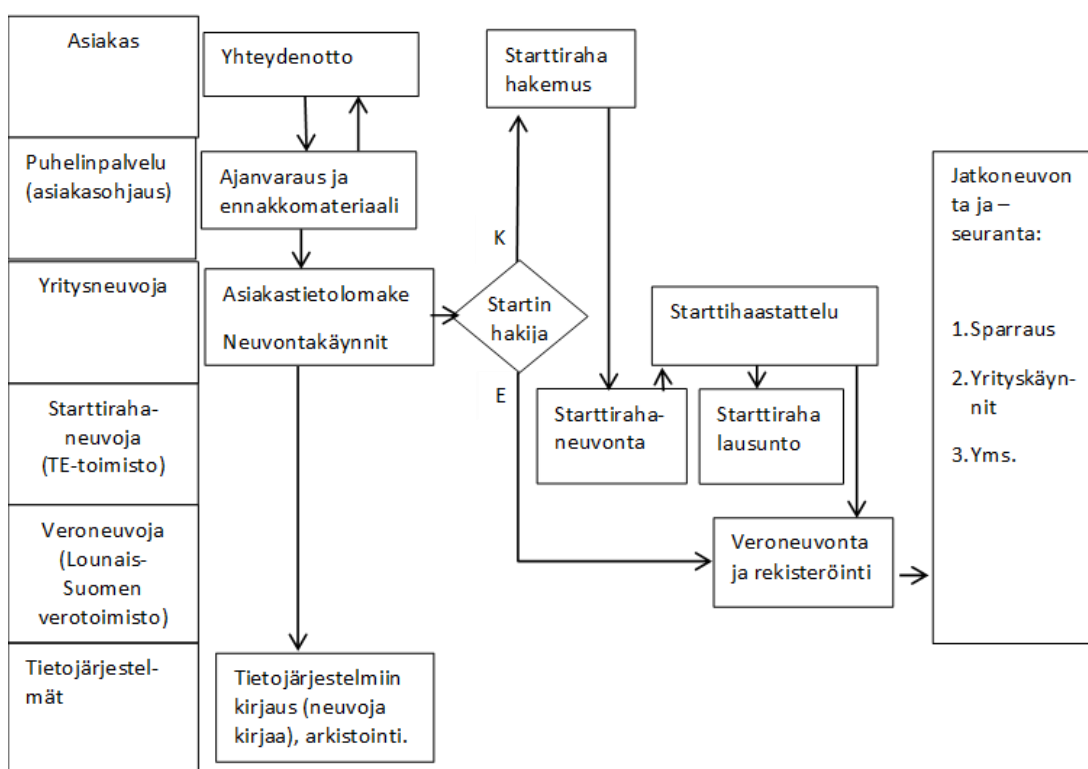 Asiakas
Yhteydenotto
Starttiraha
hakemus
Puhelinpalvelu
(asiakasohjaus)
Ajanvaraus ja
ennakkomateriaali
K
Jatkoneuvon
ta ja –
seuranta:
1.Sparraus
2.Yrityskäyn-
nit
3.Yms.
Yritysneuvoja
Asiakastietolomake
Neuvontakäynnit
Startin
hakija
Starttihaastattelu
E
Starttiraha-
neuvoja
(TE-toimisto)
Starttiraha-
neuvonta
Starttiraha
lausunto
Veroneuvoja
(Lounais-
Suomen
verotoimisto)
Veroneuvonta
ja rekisteröinti
Tietojärjestel-
mät
Tietojärjestelmiin
kirjaus (neuvoja
kirjaa), arkistointi.